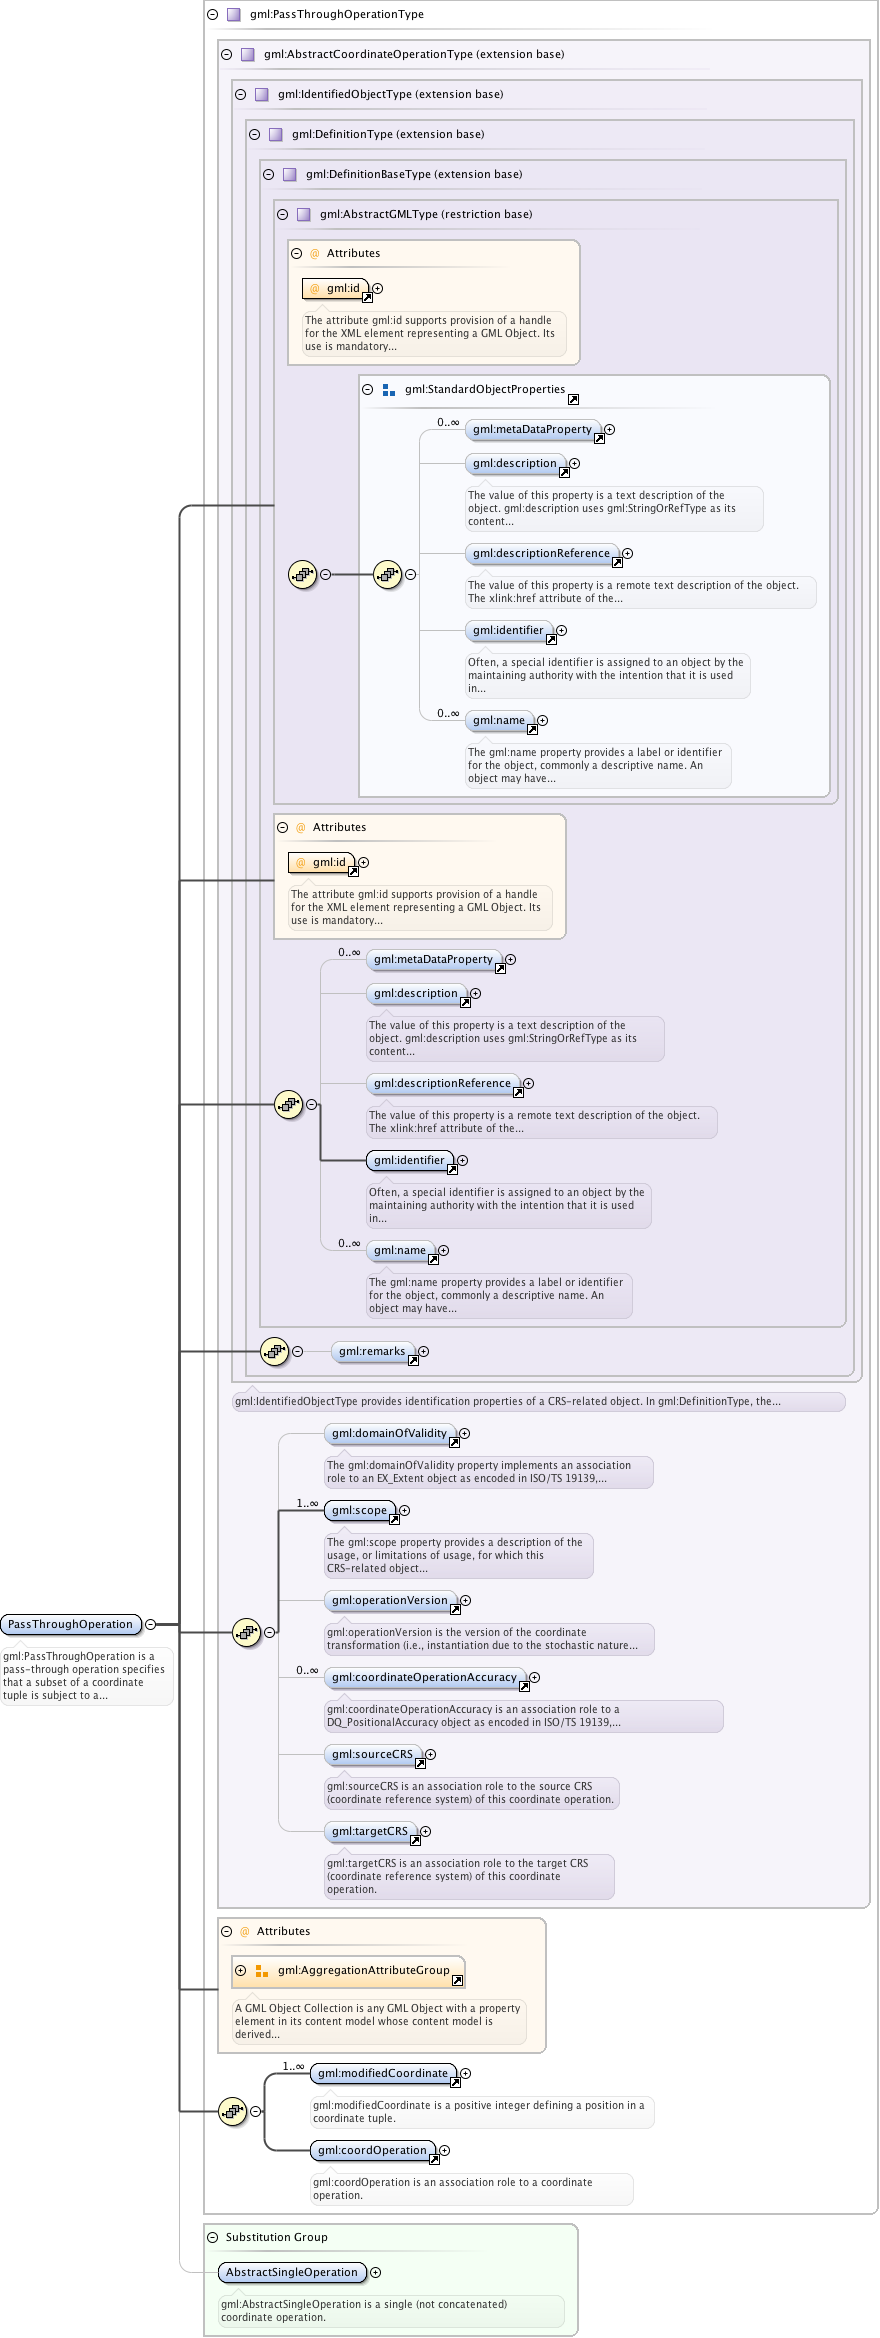 gml:PassThroughOperationType
gml:AbstractCoordinateOperationType (extension base)
gml:IdentifiedObjectType (extension base)
gml:DefinitionType (extension base)
gml:DefinitionBaseType (extension base)
gml:AbstractGMLType (restriction base)
@ Attributes
@ gml:id
The attribute gml:id supports provision of a handle
for the XML element representing a GML Object. Its
use is mandatory...
gml:StandardObjectProperties
0..∞
gml:metaDataProperty
gml:description
The value of this property is a text description of the
object. gml:description uses gml:StringOrRefType as its
content...
gml:descriptionReference
The value of this property is a remote text description of the object.
The xlink:href attribute of the...
gml:identifier
Often, a special identifier is assigned to an object by the
maintaining authority with the intention that it is used
in...
0..∞
gml:name
The gml:name property provides a label or identifier
for the object, commonly a descriptive name. An
object may have...
@ Attributes
@ gml:id
The attribute gml:id supports provision of a handle
for the XML element representing a GML Object. Its
use is mandatory...
0..∞
gml:metaDataProperty
gml:description
The value of this property is a text description of the
object. gml:description uses gml:StringOrRefType as its
content...
gml:descriptionReference
The value of this property is a remote text description of the object.
The xlink:href attribute of the...
gml:identifier
Often, a special identifier is assigned to an object by the
maintaining authority with the intention that it is used
in...
0..∞
gml:name
The gml:name property provides a label or identifier
for the object, commonly a descriptive name. An
object may have...
gml:remarks
gml:IdentifiedObjectType provides identification properties of a CRS-related object. In gml:DefinitionType, the...
gml:domainOfValidity
The gml:domainOfValidity property implements an association
role to an EX_Extent object as encoded in ISO/TS 19139,...
1..∞
gml:scope
The gml:scope property provides a description of the
usage, or limitations of usage, for which this
CRS-related object...
gml:operationVersion
gml:operationVersion is the version of the coordinate
transformation (i.e., instantiation due to the stochastic nature...
0..∞
gml:coordinateOperationAccuracy
gml:coordinateOperationAccuracy is an association role to a
DQ_PositionalAccuracy object as encoded in ISO/TS 19139,...
gml:sourceCRS
gml:sourceCRS is an association role to the source CRS
(coordinate reference system) of this coordinate operation.
gml:targetCRS
gml:targetCRS is an association role to the target CRS
(coordinate reference system) of this coordinate
operation.
PassThroughOperation
gml:PassThroughOperation is a
pass-through operation specifies
that a subset of a coordinate
tuple is subject to a...
@ Attributes
gml:AggregationAttributeGroup
A GML Object Collection is any GML Object with a property
element in its content model whose content model is
derived...
1..∞
gml:modifiedCoordinate
gml:modifiedCoordinate is a positive integer defining a position in a
coordinate tuple.
gml:coordOperation
gml:coordOperation is an association role to a coordinate
operation.
Substitution Group
AbstractSingleOperation
gml:AbstractSingleOperation is a single (not concatenated)
coordinate operation.